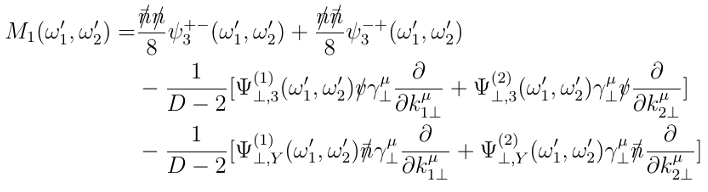 M_1(\omega_1', \omega_2') = \frac{\bar{\not{n}}\not{n}}{8} \psi_3^{+-}(\omega_1', \omega_2') + \frac{\not{n}\bar{\not{n}}}{8} \psi_3^{-+}(\omega_1', \omega_2')
- \frac{1}{D-2} [\Psi_{\perp,3}^{(1)}(\omega_1', \omega_2') \not{v} \gamma_\perp^\mu \frac{\partial}{\partial k_{1\perp}^\mu} + \Psi_{\perp,3}^{(2)}(\omega_1', \omega_2') \gamma_\perp^\mu \not{v} \frac{\partial}{\partial k_{2\perp}^\mu}]
- \frac{1}{D-2} [\Psi_{\perp,Y}^{(1)}(\omega_1', \omega_2') \bar{\not{n}} \gamma_\perp^\mu \frac{\partial}{\partial k_{1\perp}^\mu} + \Psi_{\perp,Y}^{(2)}(\omega_1', \omega_2') \gamma_\perp^\mu \bar{\not{n}} \frac{\partial}{\partial k_{2\perp}^\mu}]